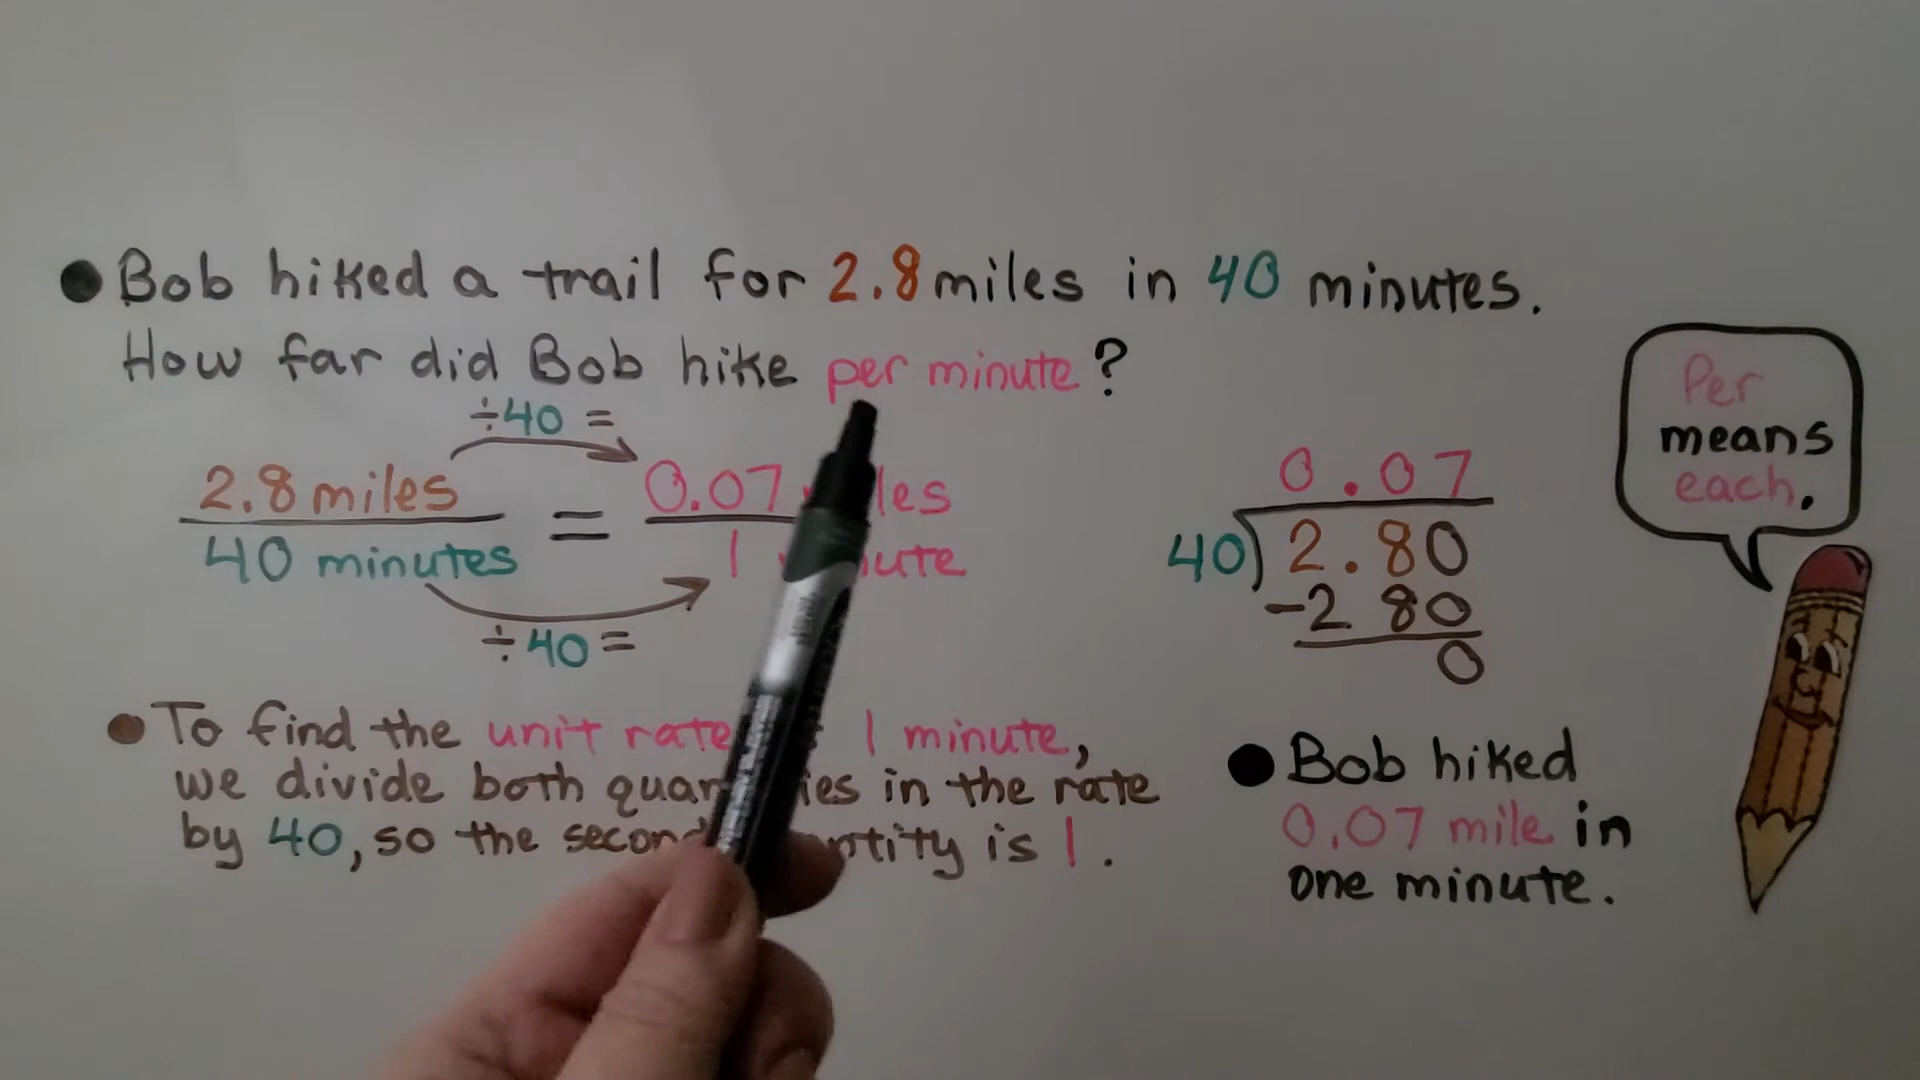 Bob hiked a trail for 2.8 miles in 40 minutes.
How far did Bob hike per minute?
÷40 =
2.8 miles = 0.07 les
40 minutes 1 ute
÷40 =
To find the unit rate 1 minute,
we divide both in the rate
by 40, so the is 1.
0.07
40)2.80
-2 80
0
Bob hiked
0.07 mile in
one minute.
Per
means
each.